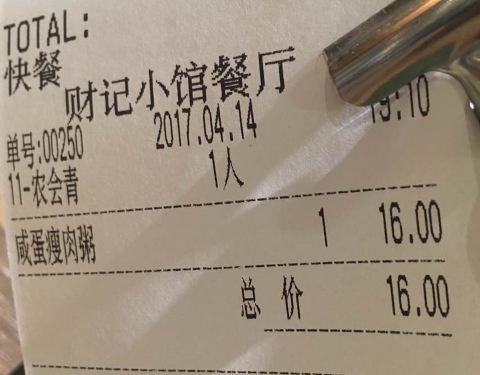 TOTAL:
快餐
财记小馆餐厅
单号:00250 2017.04.14 19:10
11-农会青 1人
咸蛋瘦肉粥 1 16.00
总 价 16.00